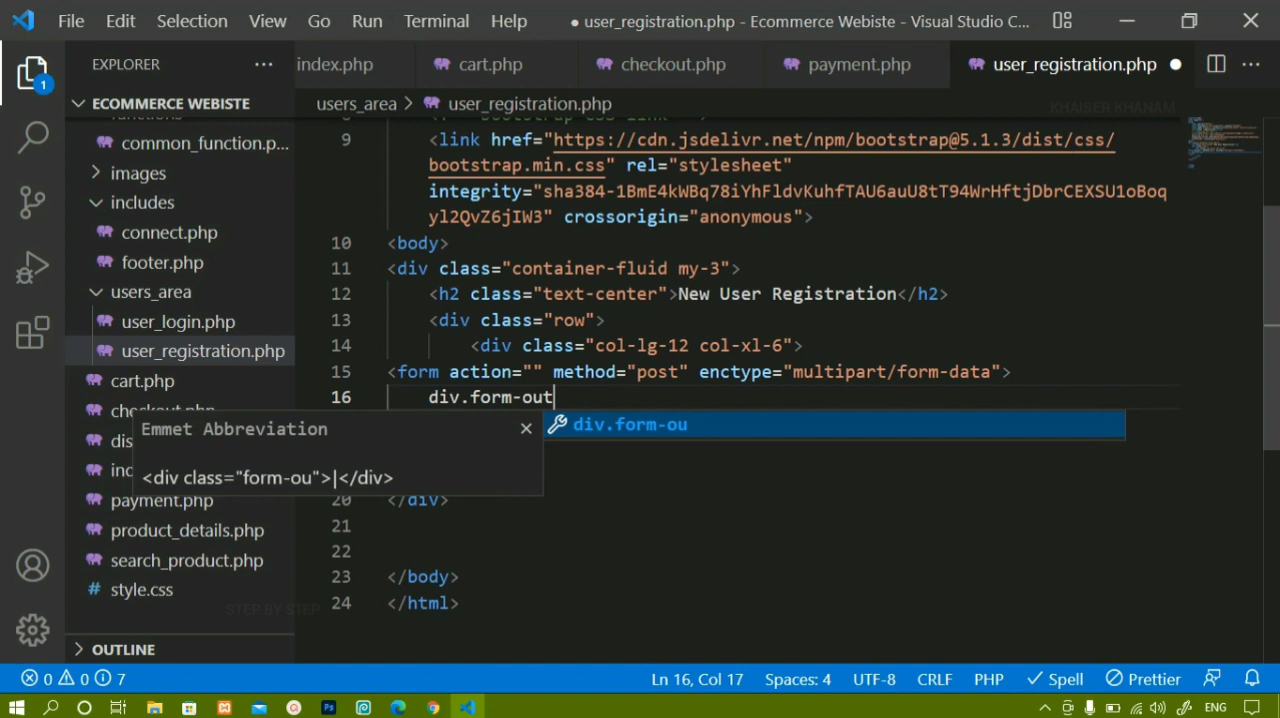 File Edit Selection View Go Run Terminal Help ● user_registration.php - Ecommerce Webiste - Visual Studio C...
EXPLORER ···
index.php cart.php checkout.php payment.php user_registration.php ●
ECOMMERCE WEBISTE
users_area > user_registration.php
KHAISER KHANAM
common_function.p...
images
includes
connect.php
footer.php
users_area
user_login.php
user_registration.php
cart.php
payment.php
product_details.php
search_product.php
# style.css
OUTLINE
9 <link href="https://cdn.jsdelivr.net/npm/bootstrap@5.1.3/dist/css/
bootstrap.min.css" rel="stylesheet"
integrity="sha384-1BmE4kWBq78iYhFldvKuhfTAU6auU8tT94WrHftjDbrCEXSU1oBoq
yl2QvZ6jIW3" crossorigin="anonymous">
10 <body>
11 <div class="container-fluid my-3">
12 <h2 class="text-center">New User Registration</h2>
13 <div class="row">
14 <div class="col-lg-12 col-xl-6">
15 <form action="" method="post" enctype="multipart/form-data">
16 div.form-out
div.form-ou
Emmet Abbreviation ×
<div class="form-ou">|</div>
20 </div>
21
22
23 </body>
24 </html>
STEP BY STEP
1
0 0 7 Ln 16, Col 17 Spaces: 4 UTF-8 CRLF PHP Spell Prettier
ENG